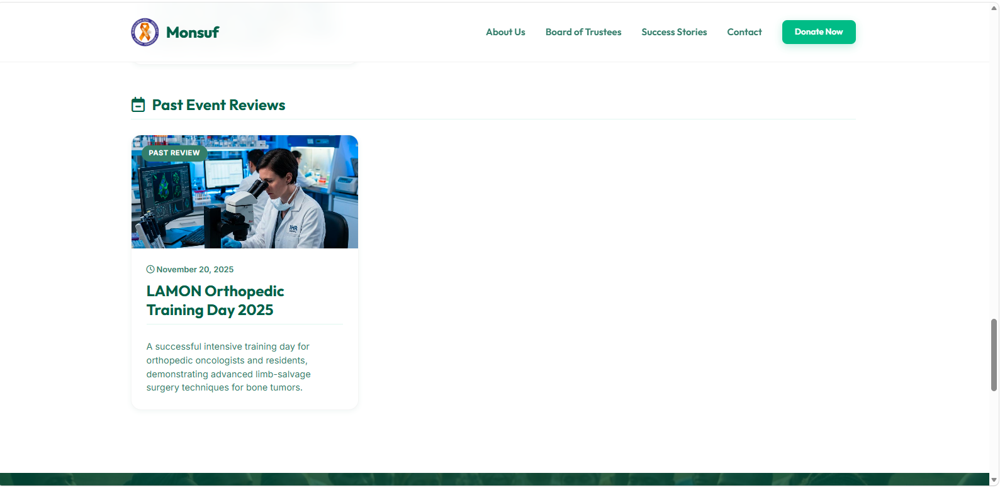 Monsuf
About Us
Board of Trustees
Success Stories
Contact
Donate Now
Past Event Reviews
PAST REVIEW
IHR
November 20, 2025
LAMON Orthopedic
Training Day 2025
A successful intensive training day for
orthopedic oncologists and residents,
demonstrating advanced limb-salvage
surgery techniques for bone tumors.